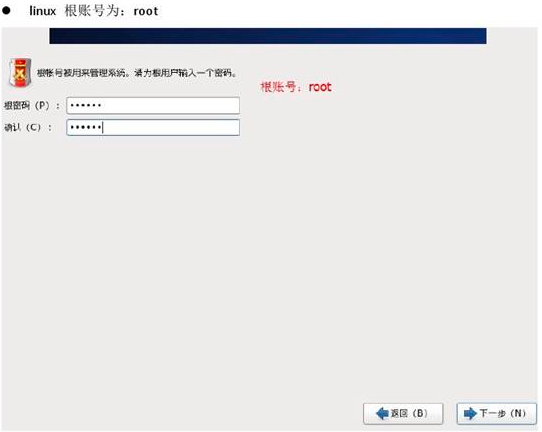 ● linux 根账号为：root
根帐号被用来管理系统。请为根用户输入一个密码。
根账号：root
根密码（P）： ••••••
确认（C）： ••••••
返回（B） 下一步（N）